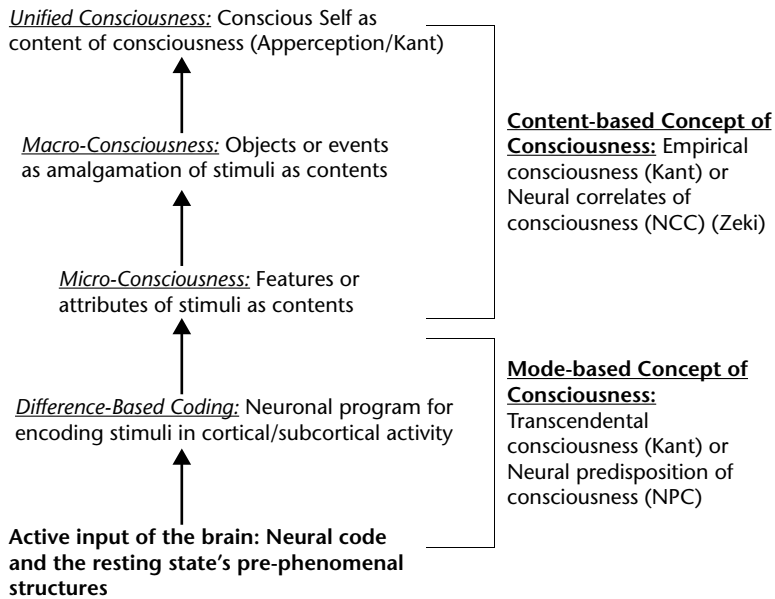 Unified Consciousness: Conscious Self as
content of consciousness (Apperception/Kant)
Macro-Consciousness: Objects or events
as amalgamation of stimuli as contents
Micro-Consciousness: Features or
attributes of stimuli as contents
Difference-Based Coding: Neuronal program for
encoding stimuli in cortical/subcortical activity
Active input of the brain: Neural code
and the resting state’s pre-phenomenal
structures
Content-based Concept of
Consciousness: Empirical
consciousness (Kant) or
Neural correlates of
consciousness (NCC) (Zeki)
Mode-based Concept of
Consciousness:
Transcendental
consciousness (Kant) or
Neural predisposition of
consciousness (NPC)